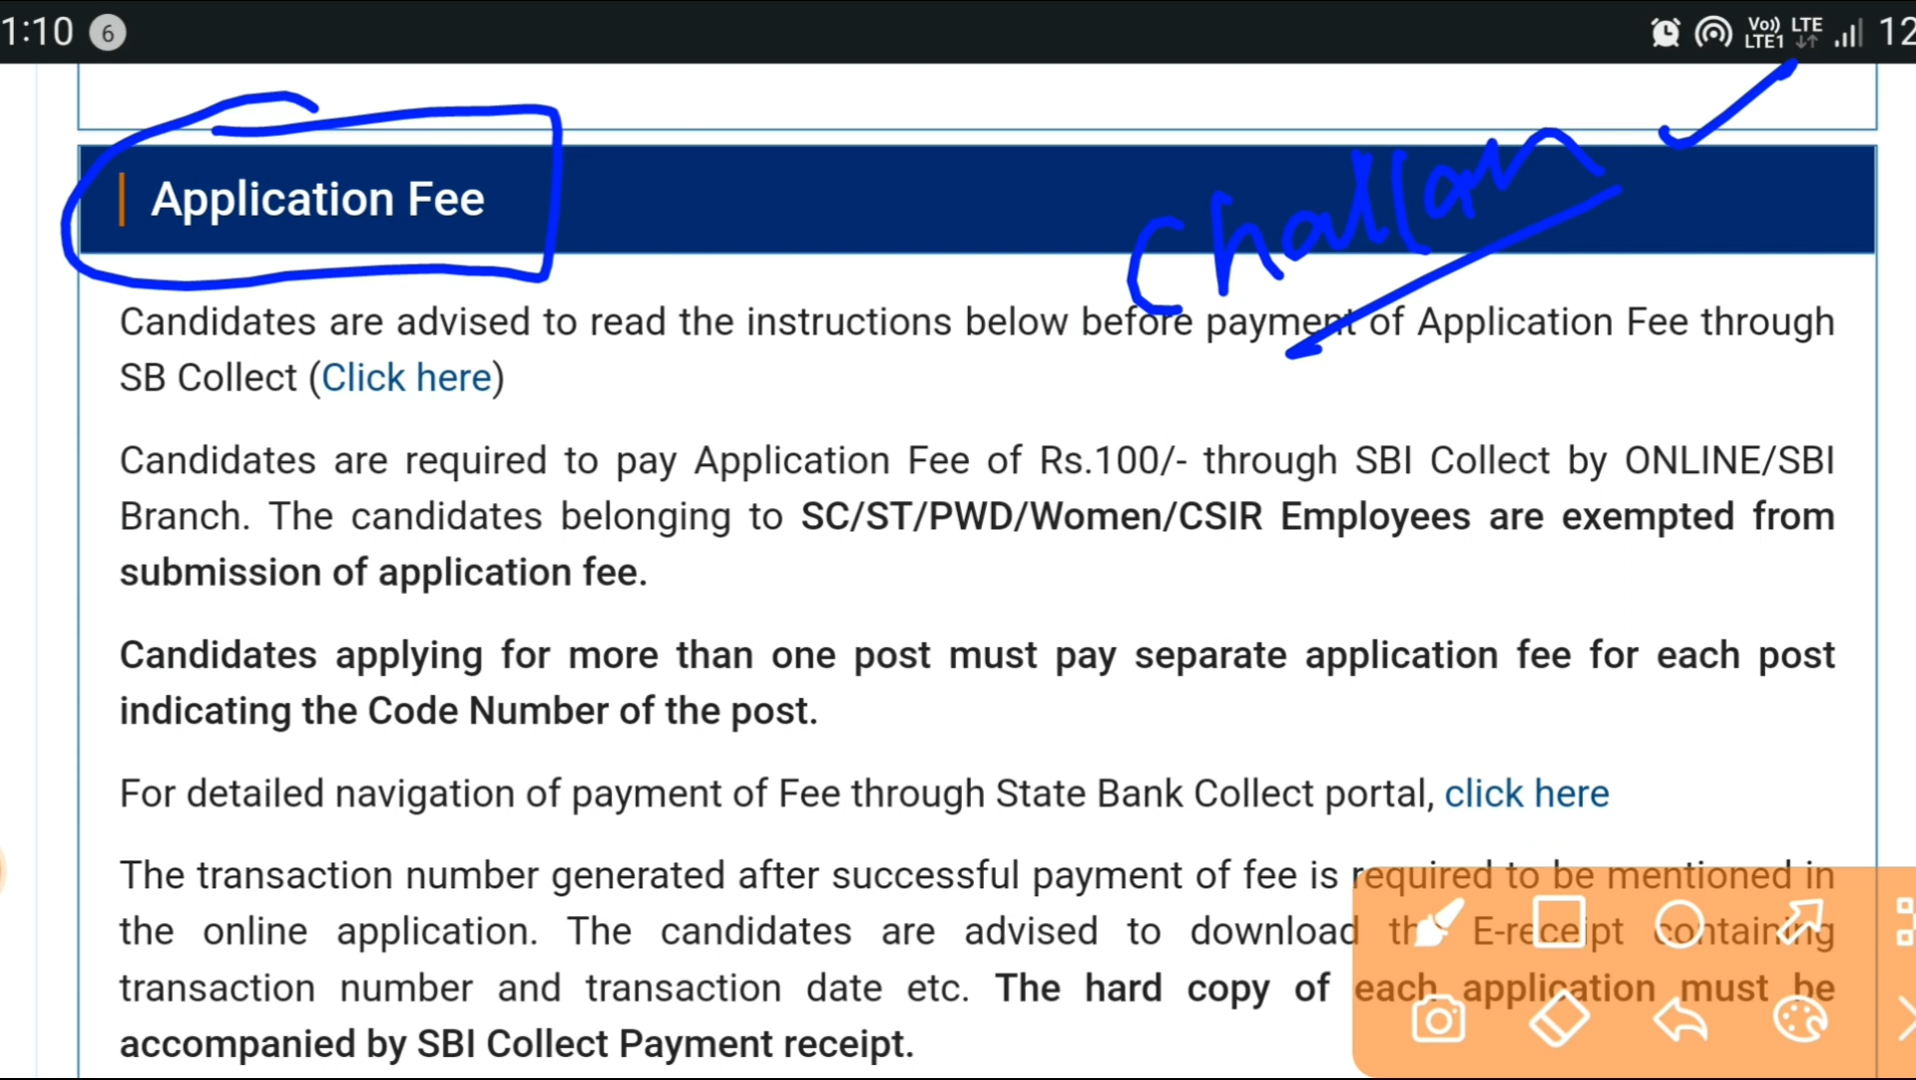 1:10 6 Vo)) LTE1 LTE 12
Application Fee
challan
Candidates are advised to read the instructions below before payment of Application Fee through
SB Collect (Click here)
Candidates are required to pay Application Fee of Rs.100/- through SBI Collect by ONLINE/SBI
Branch. The candidates belonging to SC/ST/PWD/Women/CSIR Employees are exempted from
submission of application fee.
Candidates applying for more than one post must pay separate application fee for each post
indicating the Code Number of the post.
For detailed navigation of payment of Fee through State Bank Collect portal, click here
The transaction number generated after successful payment of fee is required to be mentioned in
the online application. The candidates are advised to download the E-receipt containing
transaction number and transaction date etc. The hard copy of each application must be
accompanied by SBI Collect Payment receipt.